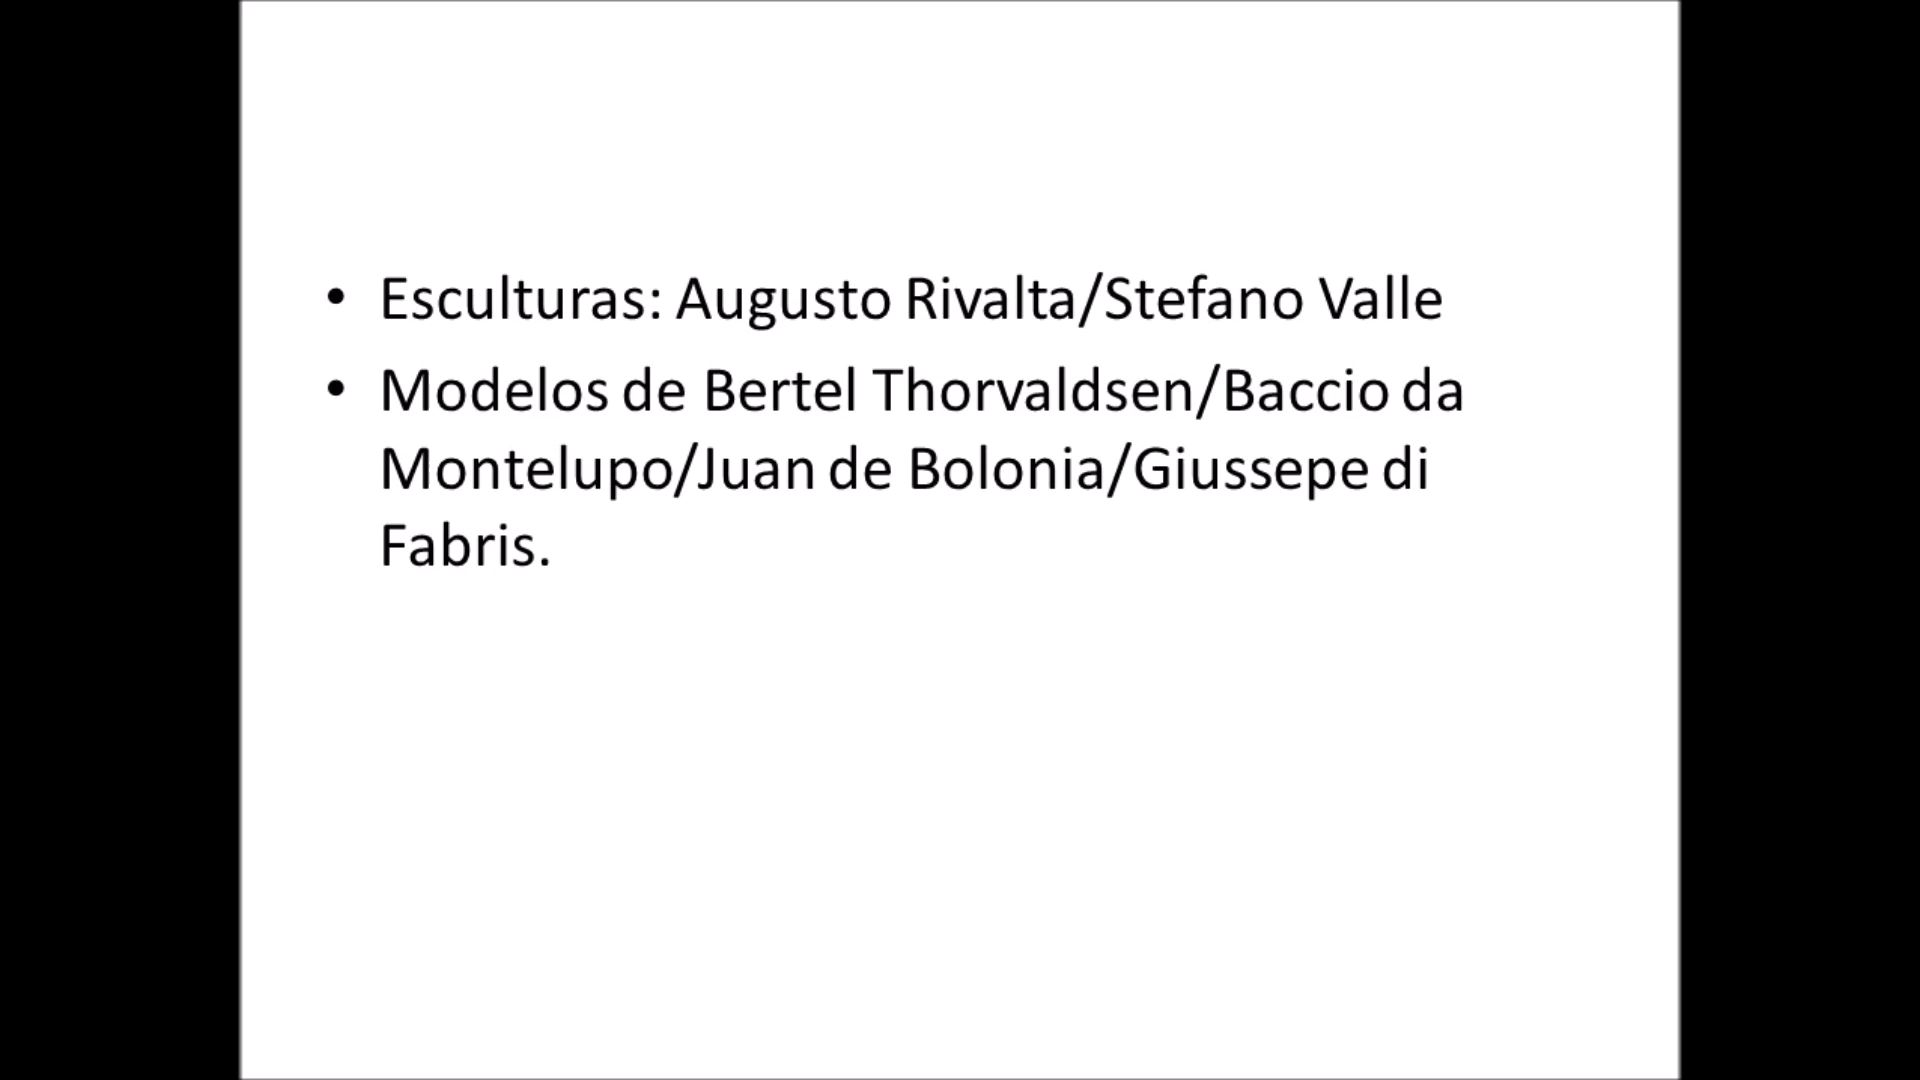 • Esculturas: Augusto Rivalta/Stefano Valle
• Modelos de Bertel Thorvaldsen/Baccio da
Montelupo/Juan de Bolonia/Giussepe di
Fabris.